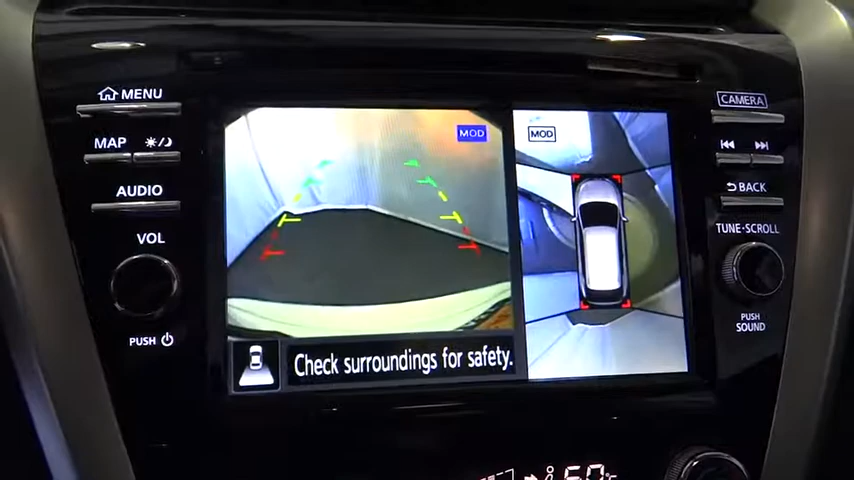 MENU
MAP
AUDIO
VOL
PUSH
MOD
MOD
Check surroundings for safety.
CAMERA
BACK
TUNE·SCROLL
PUSH
SOUND